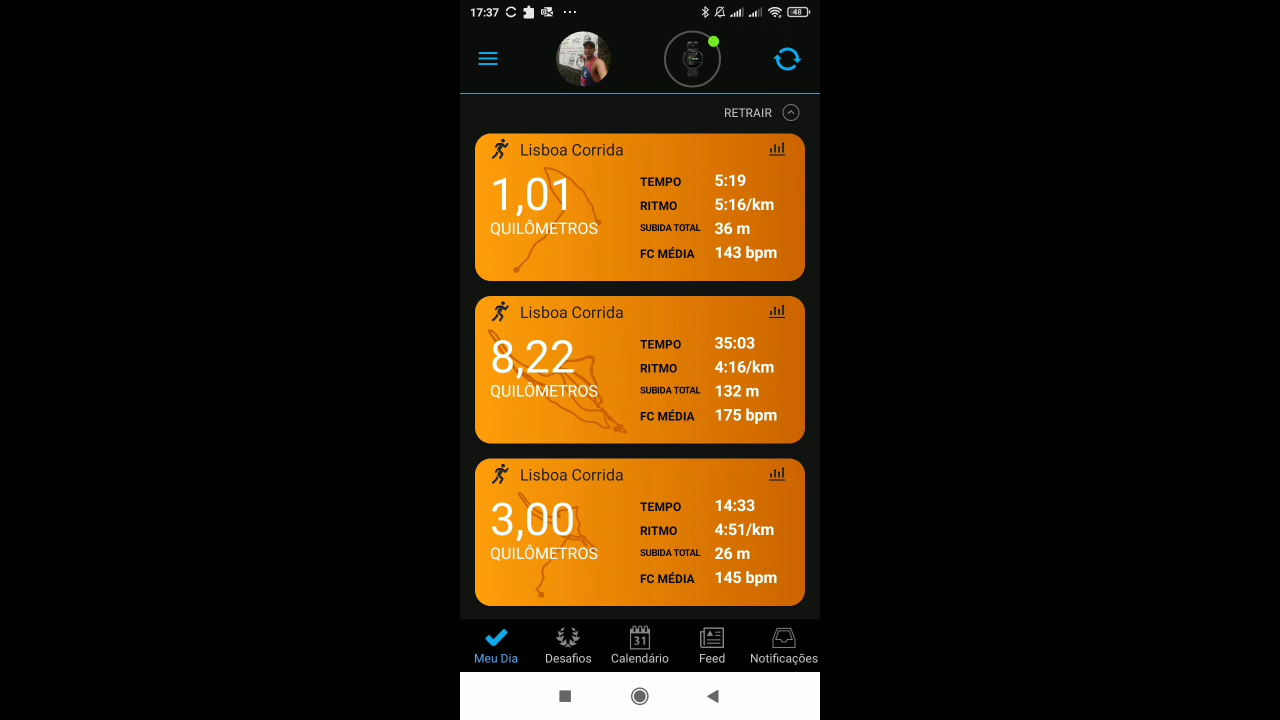 17:37 ... 48
RETRAIR
Lisboa Corrida
1,01
QUILÔMETROS
TEMPO 5:19
RITMO 5:16/km
SUBIDA TOTAL 36 m
FC MÉDIA 143 bpm
Lisboa Corrida
8,22
QUILÔMETROS
TEMPO 35:03
RITMO 4:16/km
SUBIDA TOTAL 132 m
FC MÉDIA 175 bpm
Lisboa Corrida
3,00
QUILÔMETROS
TEMPO 14:33
RITMO 4:51/km
SUBIDA TOTAL 26 m
FC MÉDIA 145 bpm
31
Meu Dia Desafios Calendário Feed Notificações